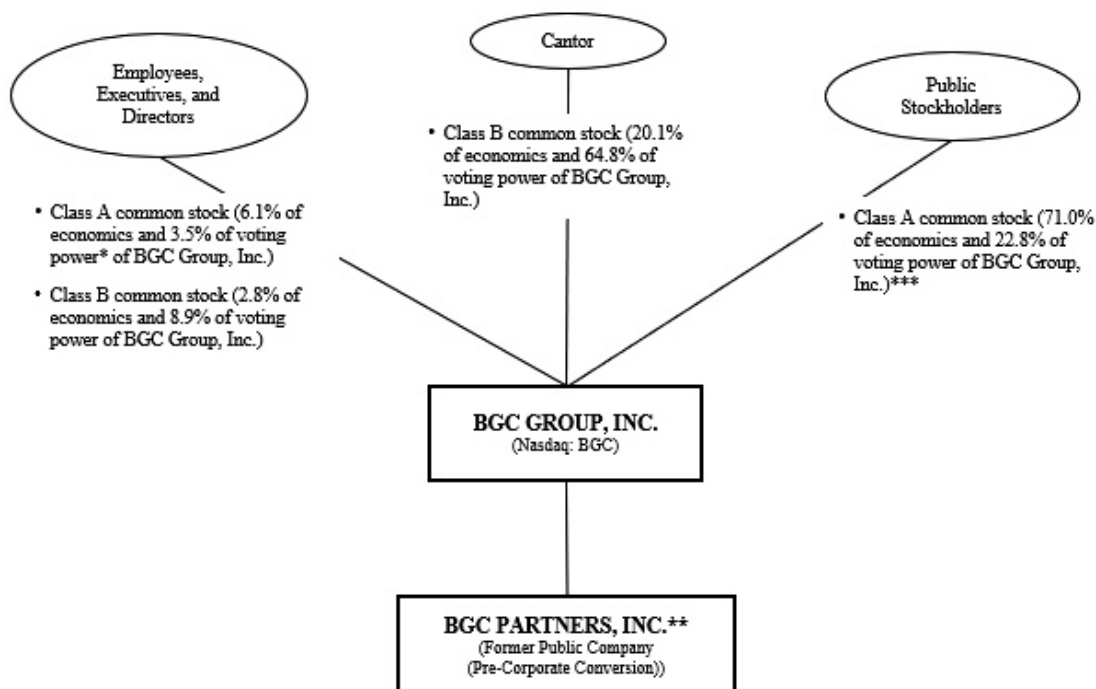 Employees,
Executives, and
Directors
Cantor
Public
Stockholders
• Class A common stock (6.1% of
economics and 3.5% of voting
power* of BGC Group, Inc.)
• Class B common stock (2.8% of
economics and 8.9% of voting
power of BGC Group, Inc.)
• Class B common stock (20.1%
of economics and 64.8% of
voting power of BGC Group,
Inc.)
• Class A common stock (71.0%
of economics and 22.8% of
voting power of BGC Group,
Inc.)***
BGC GROUP, INC.
(Nasdaq: BGC)
BGC PARTNERS, INC.**
(Former Public Company
(Pre-Corporate Conversion))